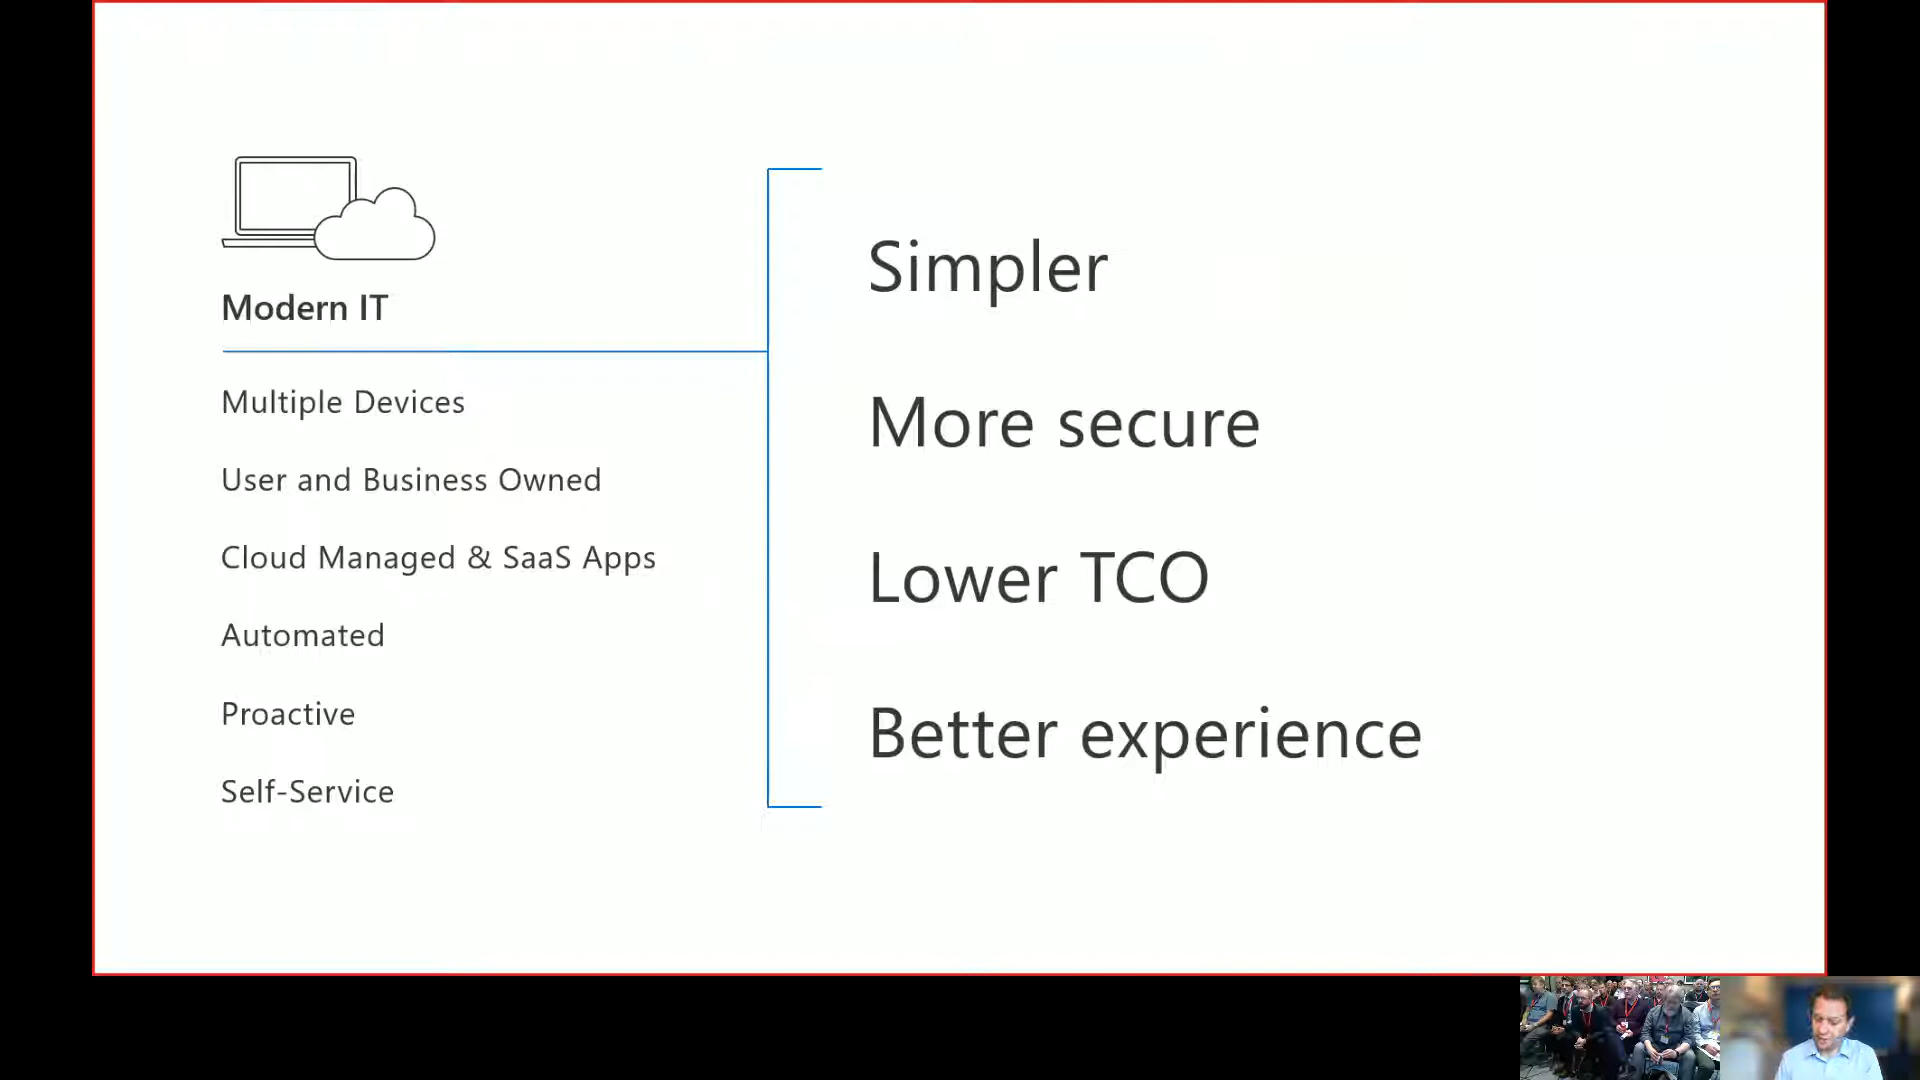 Modern IT
Multiple Devices
User and Business Owned
Cloud Managed & SaaS Apps
Automated
Proactive
Self-Service
Simpler
More secure
Lower TCO
Better experience